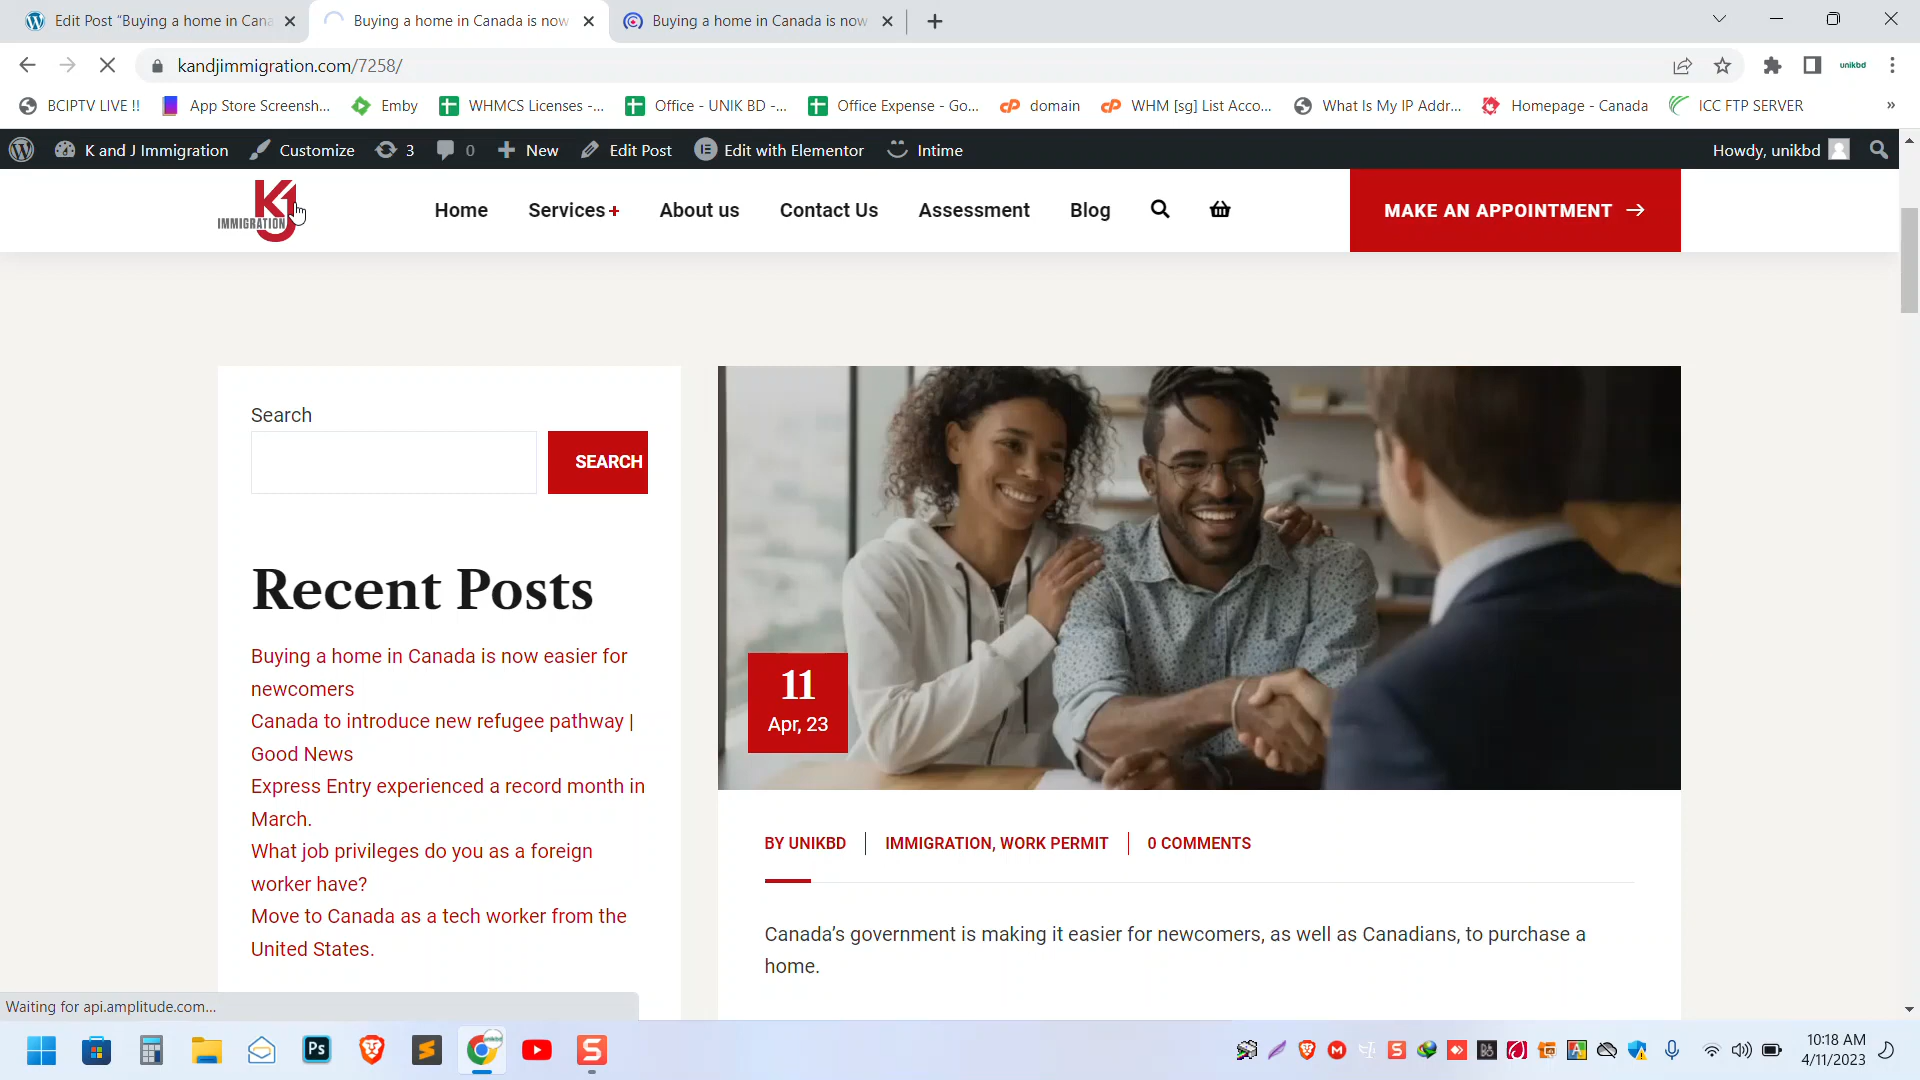 Edit Post “Buying a home in Cana
Buying a home in Canada is now
Buying a home in Canada is now
kandjimmigration.com/7258/
unikbd
BCIPTV LIVE !!
App Store Screensh...
Emby
WHMCS Licenses -...
Office - UNIK BD -...
Office Expense - Go...
domain
WHM [sg] List Acco...
What Is My IP Addr...
Homepage - Canada
ICC FTP SERVER
»
K and J Immigration
Customize
3
0
New
Edit Post
Edit with Elementor
Intime
Howdy, unikbd
KJ
IMMIGRATION
Home
Services+
About us
Contact Us
Assessment
Blog
MAKE AN APPOINTMENT
Search
SEARCH
Recent Posts
Buying a home in Canada is now easier for
newcomers
Canada to introduce new refugee pathway |
Good News
Express Entry experienced a record month in
March.
What job privileges do you as a foreign
worker have?
Move to Canada as a tech worker from the
United States.
11
Apr, 23
BY UNIKBD
IMMIGRATION, WORK PERMIT
0 COMMENTS
Canada’s government is making it easier for newcomers, as well as Canadians, to purchase a
home.
Waiting for api.amplitude.com...
Ps
10:18 AM
4/11/2023